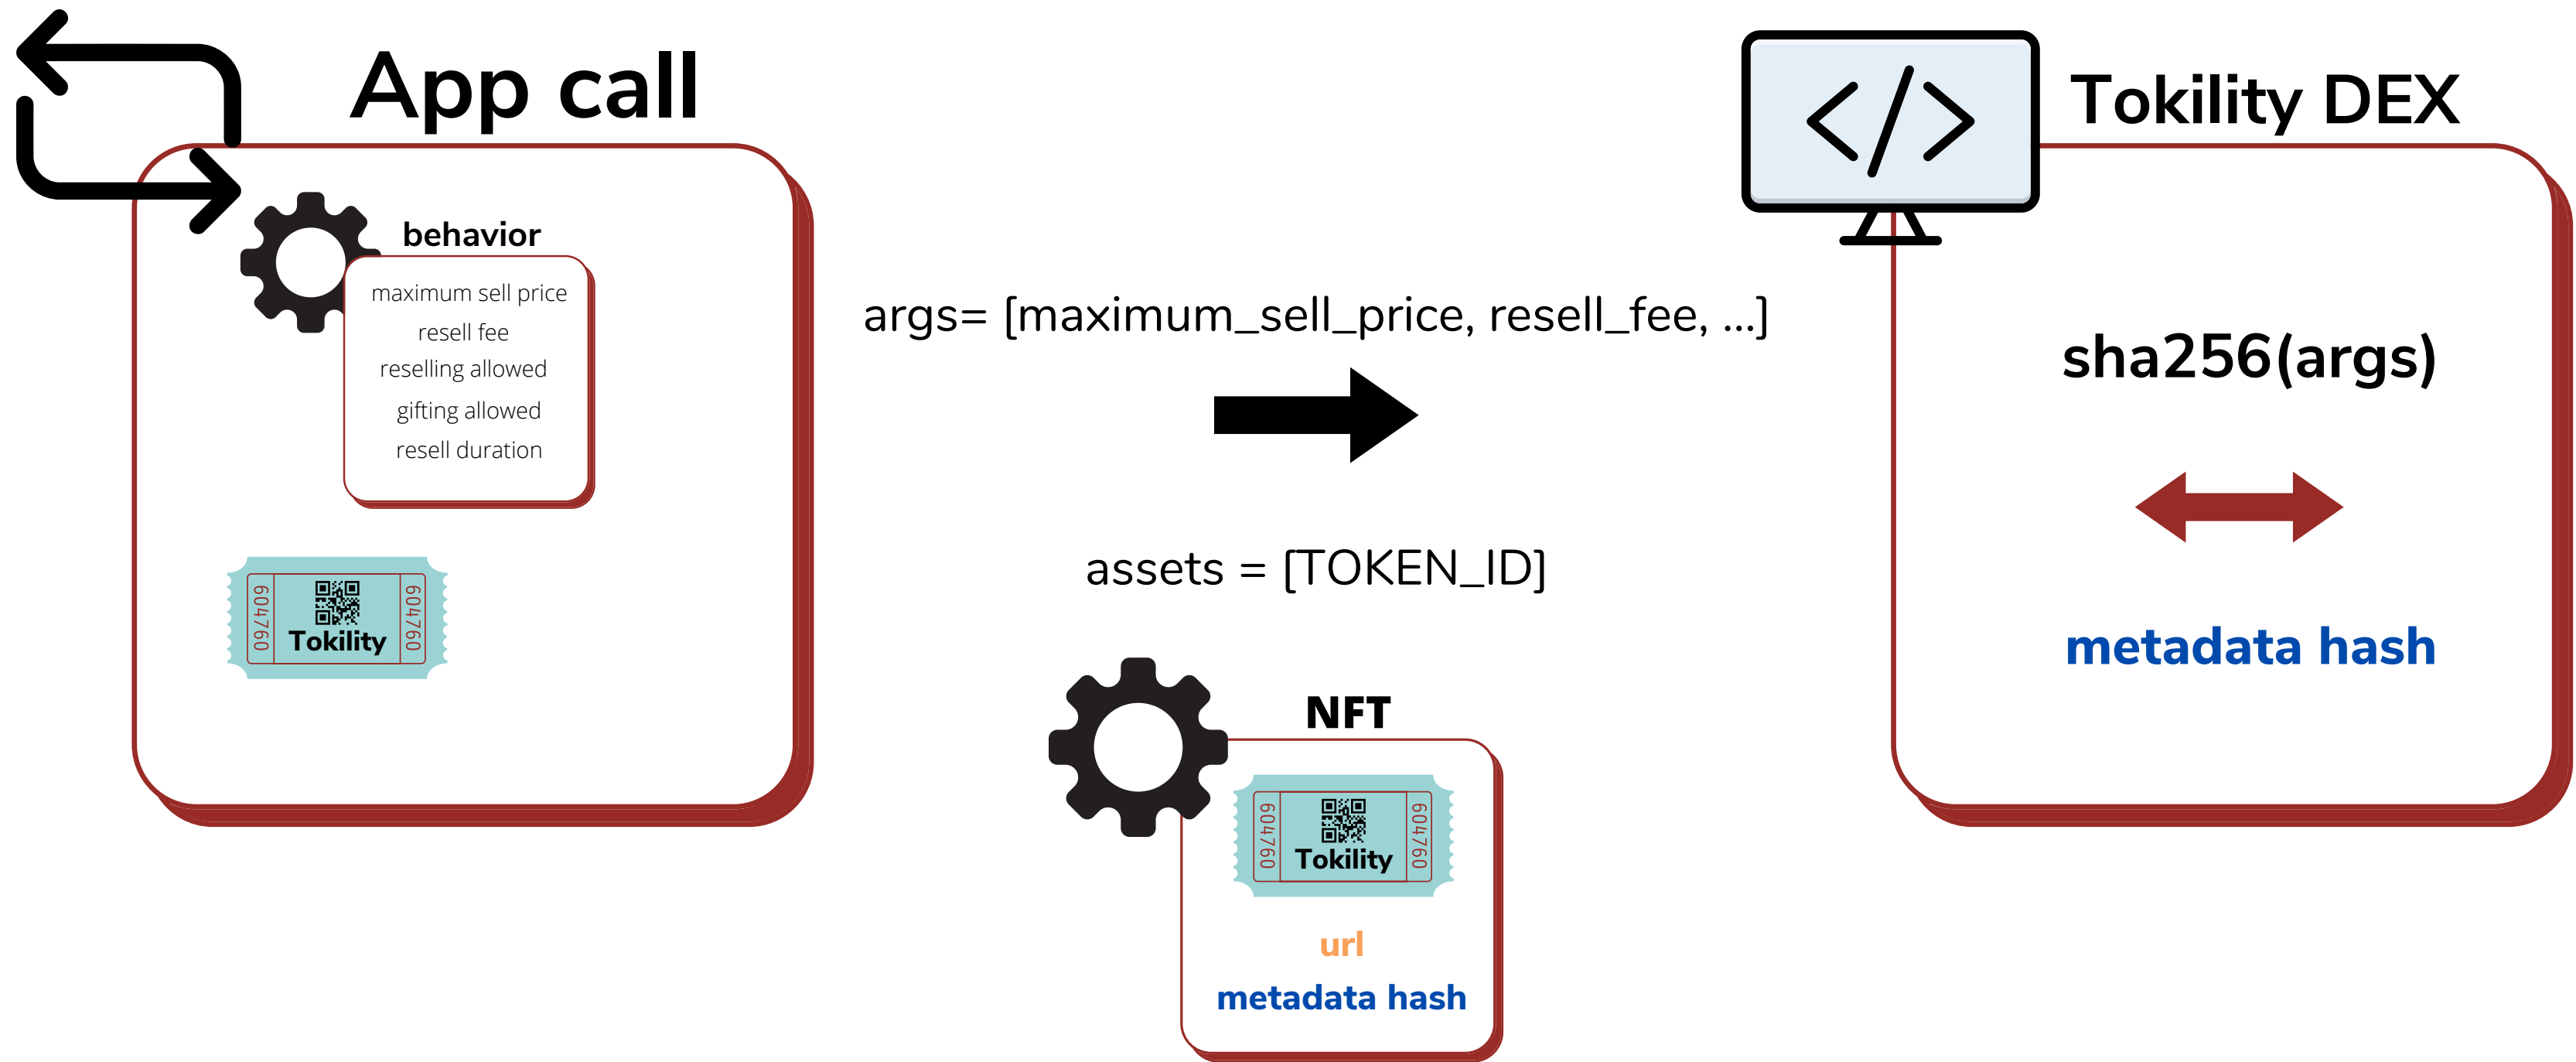 App call
behavior
maximum sell price
resell fee
reselling allowed
gifting allowed
resell duration
604760
Tokility
604760
args= [maximum_sell_price, resell_fee, ...]
assets = [TOKEN_ID]
NFT
604760
Tokility
604760
url
metadata hash
Tokility DEX
sha256(args)
metadata hash